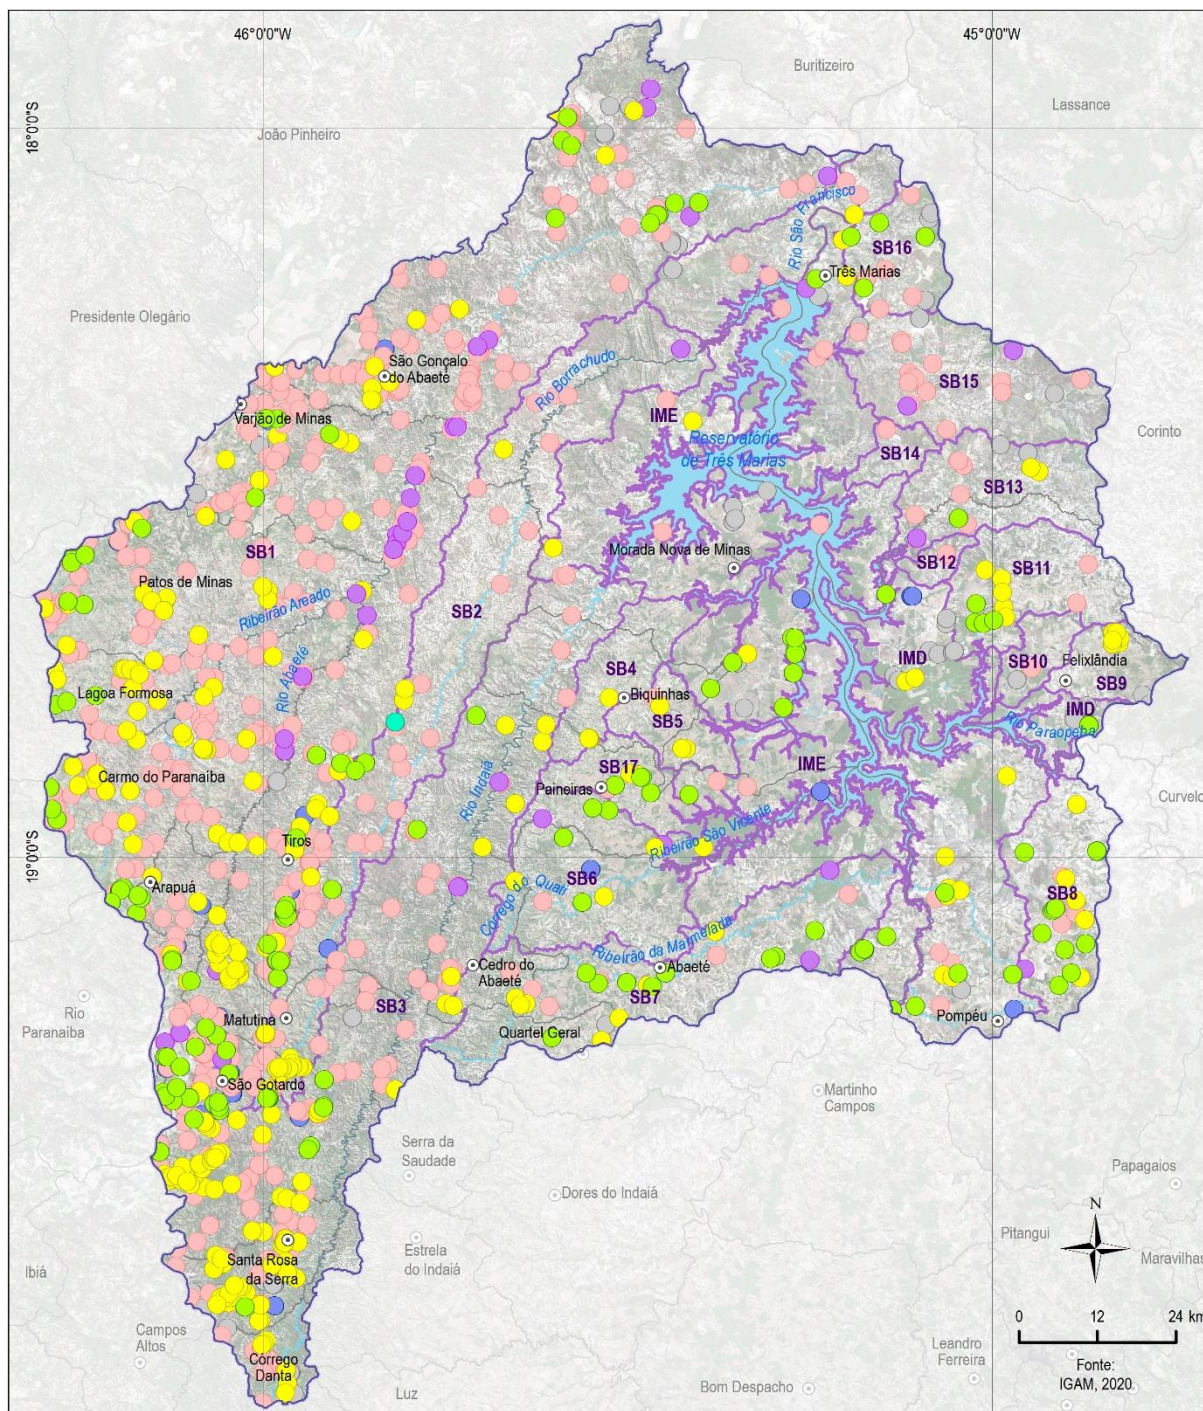 46°0'0"W
45°0'0"W
Buritizeiro
Lassance
18°0'0"S
João Pinheiro
Rio São Francisco
SB16
Três Marias
Presidente Olegário
São Gonçalo
do Abaeté
Rio Borrachudo
SB15
Varjão de Minas
IME
Corinto
Reservatório
de Três Marias
SB14
SB13
SB1
Morada Nova de Minas
SB12
SB11
Patos de Minas
Ribeirão Areado
SB2
Rio Abaeté
SB4
IMD
SB10
Felixlândia
Lagoa Formosa
Biquinhas
SB9
SB5
IMD
Rio Paraopeba
Carmo do Paranaíba
SB17
IME
Paineiras
Rio Indaiá
Curvelo
Ribeirão São Vicente
19°0'0"S
Tiros
SB6
Arapuá
Córrego do Quati
SB8
Ribeirão da Marmelada
Cedro do
Abaeté
Abaeté
SB7
Rio
Paranaíba
SB3
Matutina
Pompéu
Quartel Geral
São Gotardo
Martinho
Campos
Serra da
Saudade
Papagaios
Dores do Indaiá
N
Pitangui
Estrela
do Indaiá
Maravilhas
Santa Rosa
da Serra
Ibiá
0 12 24 km
Campos
Altos
Leandro
Ferreira
Córrego
Danta
Fonte:
IGAM, 2020
Luz
Bom Despacho